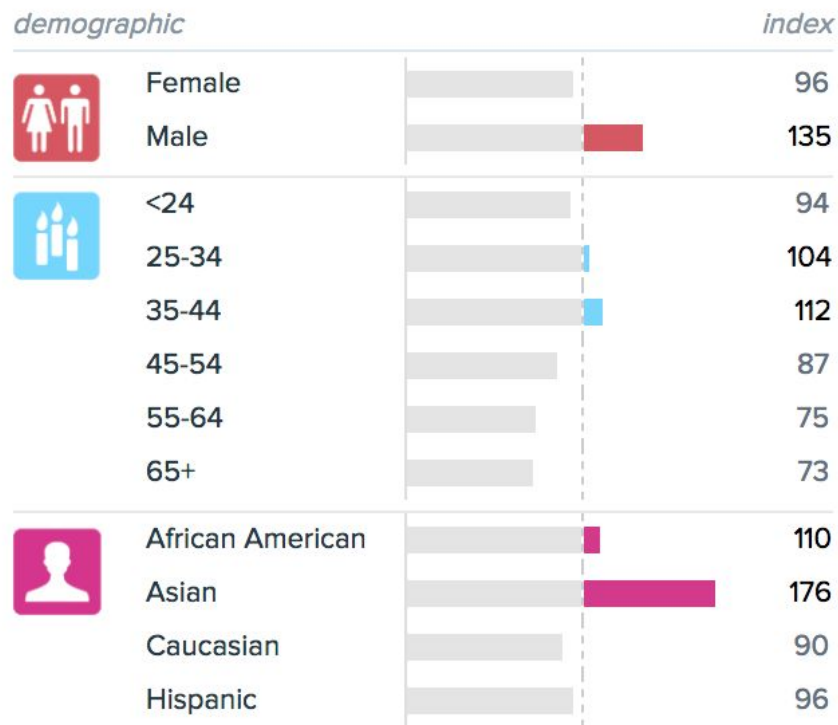 demographic index
Female 96
Male 135
<24 94
25-34 104
35-44 112
45-54 87
55-64 75
65+ 73
African American 110
Asian 176
Caucasian 90
Hispanic 96